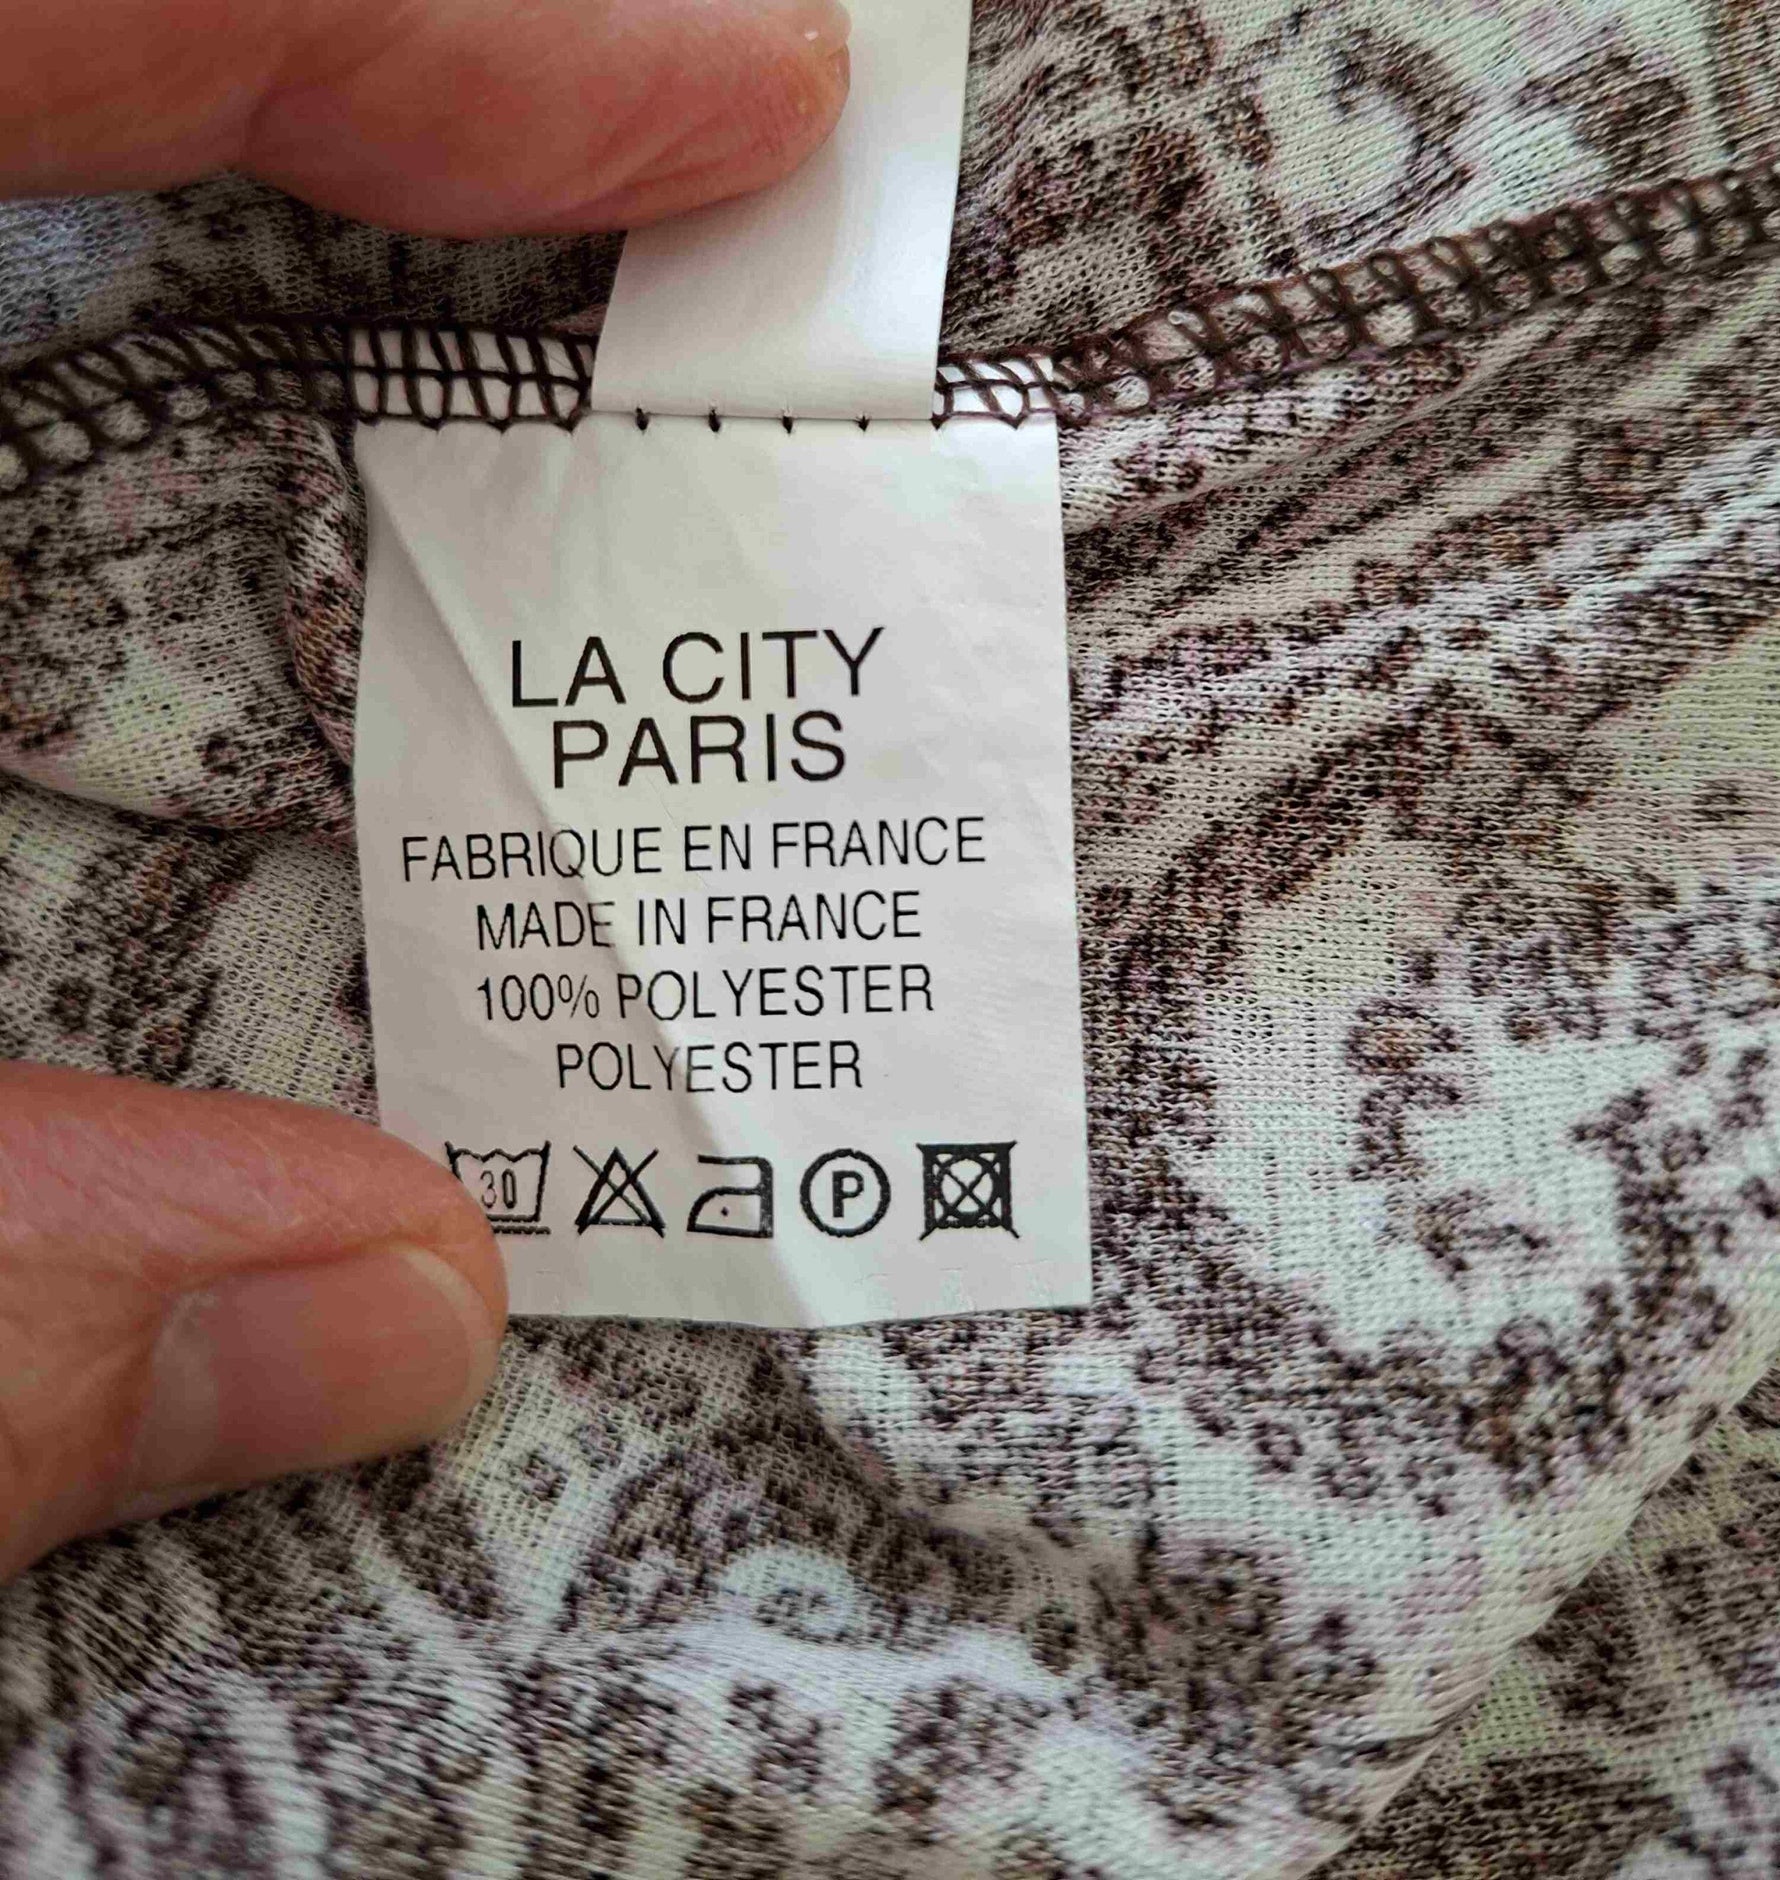 LA CITY
PARIS
FABRIQUE EN FRANCE
MADE IN FRANCE
100% POLYESTER
POLYESTER
30 P